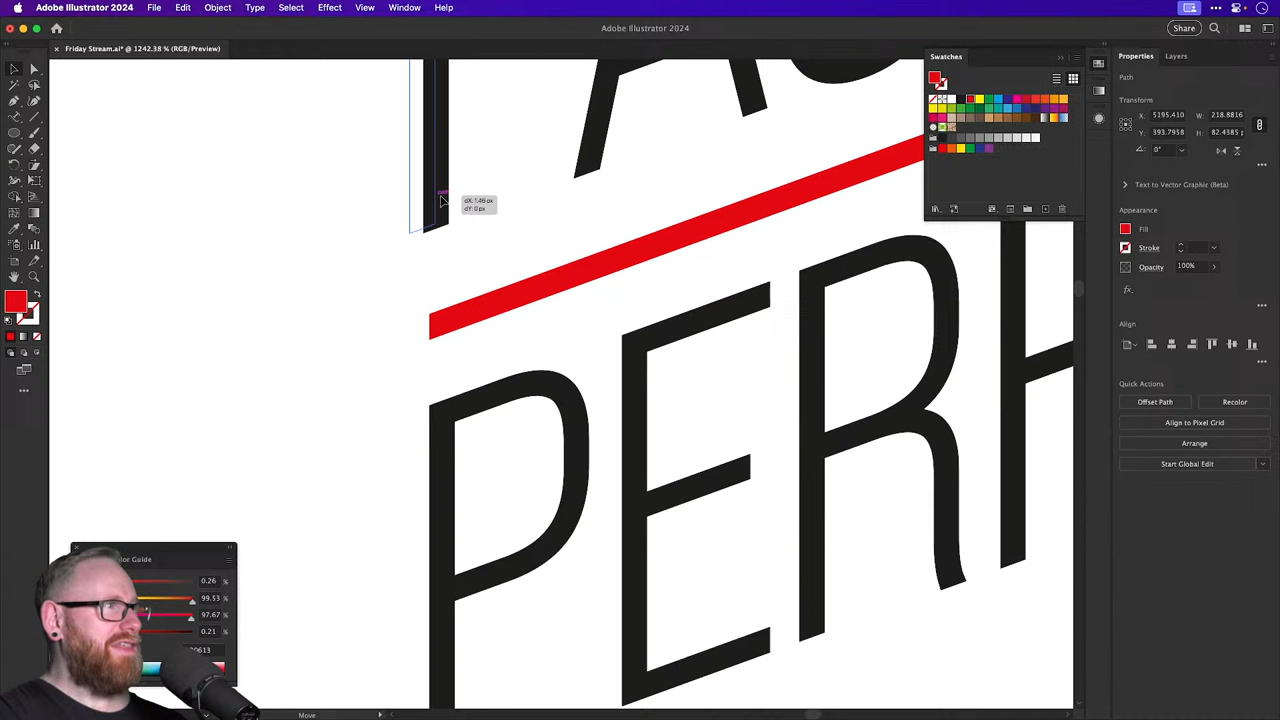 Adobe Illustrator 2024 File Edit Object Type Select Effect View Window Help
Adobe Illustrator 2024
Share
× Friday Stream.ai* @ 1242.38 % (RGB/Preview)
Swatches
Properties Layers
Path
Transform
X: 5195.410 W: 218.8816
Y: 393.7958 H: 82.4385 p
0°
Text to Vector Graphic (Beta)
Appearance
Fill
Stroke
Opacity 100%
fx.
Align
Quick Actions
Offset Path Recolor
Align to Pixel Grid
Arrange
Start Global Edit
dX: 1.46 px
dY: 0 px
PER
Color Guide
0.26 %
99.53 %
97.67 %
0.21 %
Move